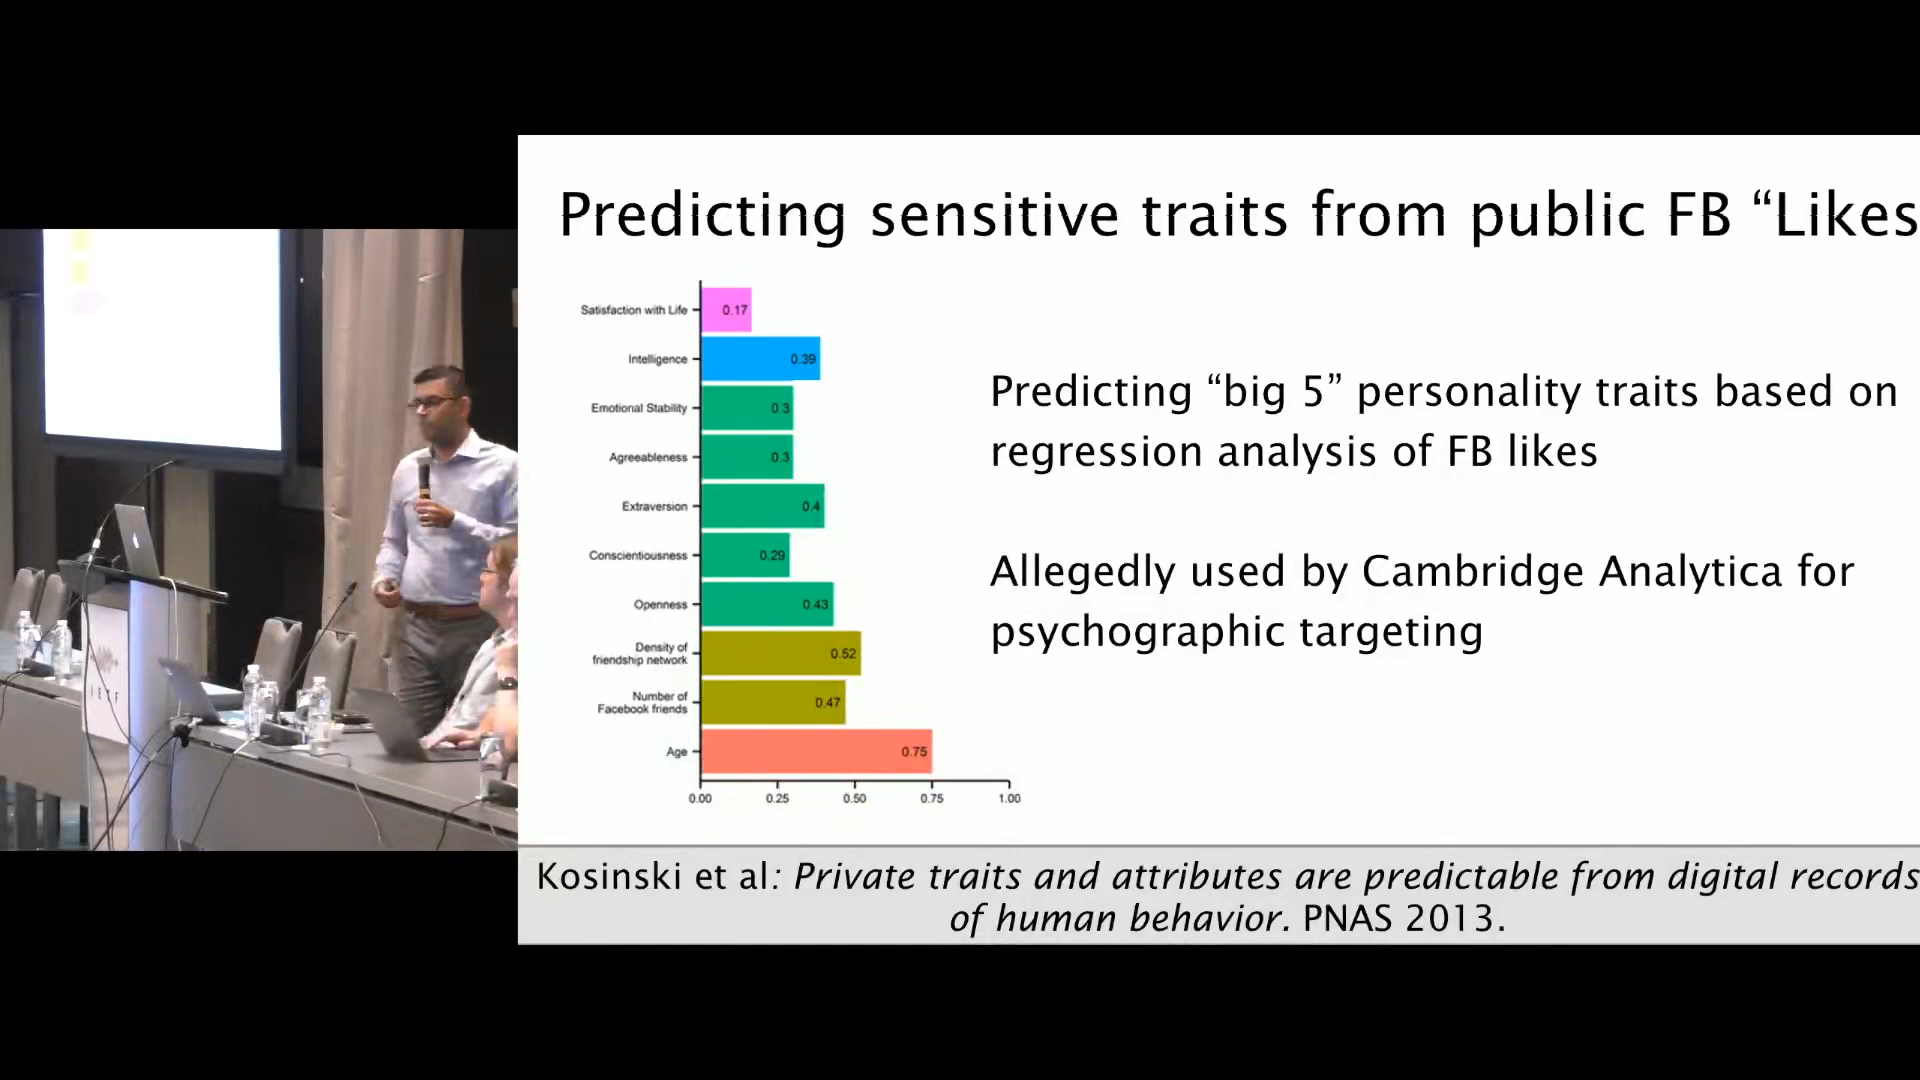 Predicting sensitive traits from public FB “Likes
Satisfaction with Life
0.17
Intelligence
0.39
Emotional Stability
0.3
Agreeableness
0.3
Extraversion
0.4
Conscientiousness
0.29
Openness
0.43
Density of
friendship network
0.52
Number of
Facebook friends
0.47
Age
0.75
0.00 0.25 0.50 0.75 1.00
Predicting “big 5” personality traits based on
regression analysis of FB likes
Allegedly used by Cambridge Analytica for
psychographic targeting
Kosinski et al: Private traits and attributes are predictable from digital records
of human behavior. PNAS 2013.
I E T F